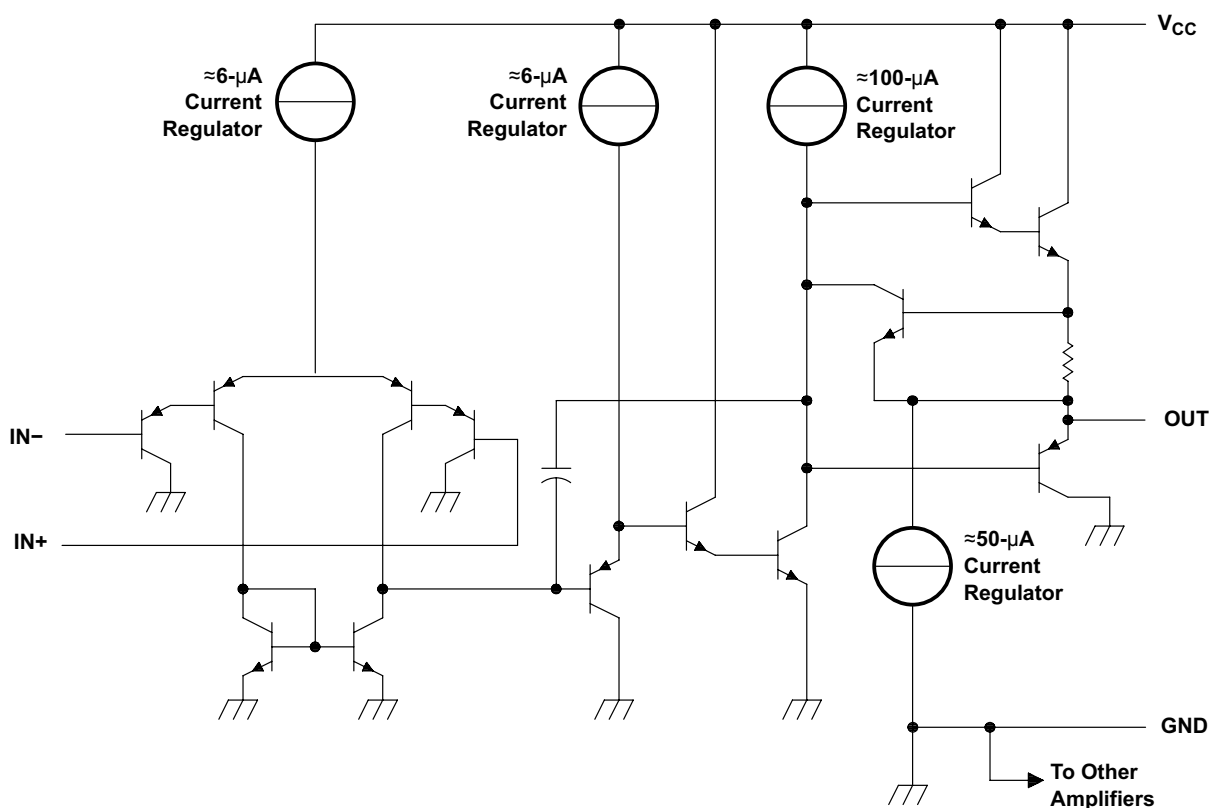 V_CC
≈6-µA
Current
Regulator
≈6-µA
Current
Regulator
≈100-µA
Current
Regulator
IN−
IN+
OUT
≈50-µA
Current
Regulator
GND
To Other
Amplifiers